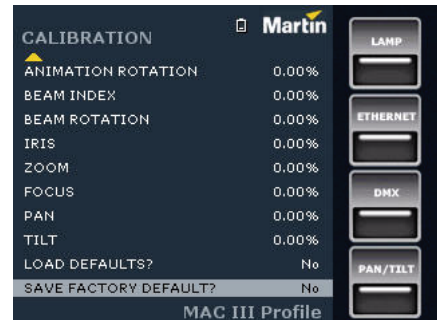 Martin
CALIBRATION
ANIMATION ROTATION 0.00%
BEAM INDEX 0.00%
BEAM ROTATION 0.00%
IRIS 0.00%
ZOOM 0.00%
FOCUS 0.00%
PAN 0.00%
TILT 0.00%
LOAD DEFAULTS? No
SAVE FACTORY DEFAULT? No
MAC III Profile
LAMP
ETHERNET
DMX
PAN/TILT